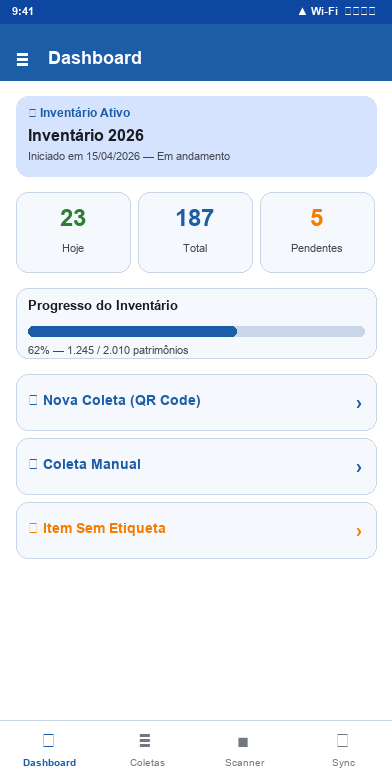 9:41
▲ Wi-Fi
Dashboard
Inventário Ativo
Inventário 2026
Iniciado em 15/04/2026 — Em andamento
23
187
5
Hoje
Total
Pendentes
Progresso do Inventário
62% — 1.245 / 2.010 patrimônios
Nova Coleta (QR Code) ›
Coleta Manual ›
Item Sem Etiqueta ›
Dashboard
Coletas
Scanner
Sync